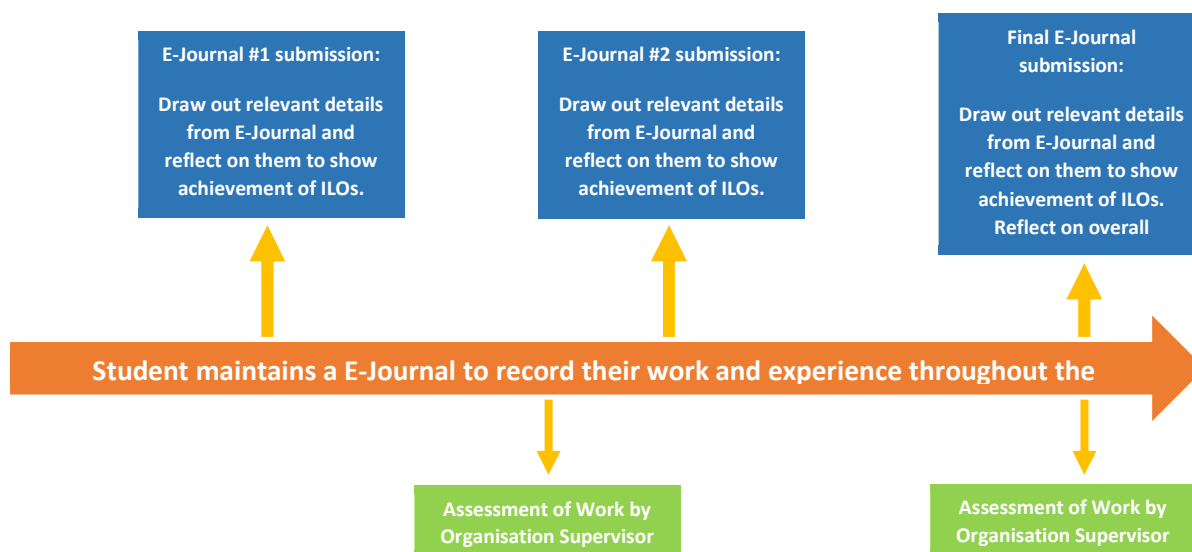 E-Journal #1 submission:
Draw out relevant details
from E-Journal and
reflect on them to show
achievement of ILOs.
E-Journal #2 submission:
Draw out relevant details
from E-Journal and
reflect on them to show
achievement of ILOs.
Final E-Journal
submission:
Draw out relevant details
from E-Journal and
reflect on them to show
achievement of ILOs.
Reflect on overall
Student maintains a E-Journal to record their work and experience throughout the
Assessment of Work by
Organisation Supervisor
Assessment of Work by
Organisation Supervisor